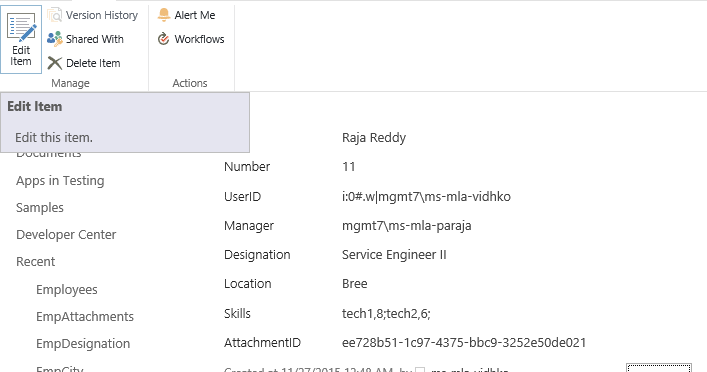 Edit Item
Version History
Shared With
Delete Item
Manage
Alert Me
Workflows
Actions
Edit Item
Edit this item.
Documents
Apps in Testing
Samples
Developer Center
Recent
Employees
EmpAttachments
EmpDesignation
EmpCity
Raja Reddy
Number 11
UserID i:0#.w|mgmt7\ms-mla-vidhko
Manager mgmt7\ms-mla-paraja
Designation Service Engineer II
Location Bree
Skills tech1,8;tech2,6;
AttachmentID ee728b51-1c97-4375-bbc9-3252e50de021
Created at 11/27/2015 12:48 AM by ms-mla-vidhko